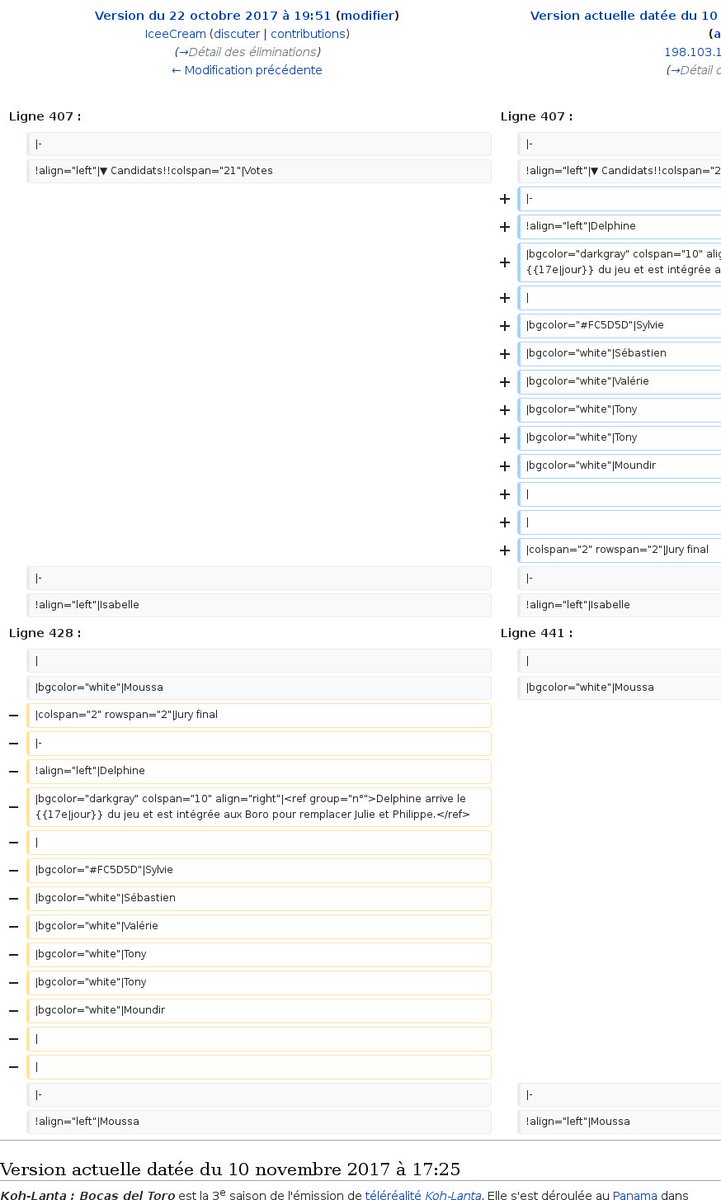 Version du 22 octobre 2017 à 19:51 (modifier)
IceeCream (discuter | contributions)
(→Détail des éliminations)
← Modification précédente
Version actuelle datée du 10
(a
198.103.1
(→Détail d
Ligne 407 :
Ligne 407 :
|-
|-
!align="left"|▼ Candidats!!colspan="21"|Votes
!align="left"|▼ Candidats!!colspan="2
+ |-
+ !align="left"|Delphine
+ |bgcolor="darkgray" colspan="10" alig
{{17e|jour}} du jeu et est intégrée a
+ |
+ |bgcolor="#FC5D5D"|Sylvie
+ |bgcolor="white"|Sébastien
+ |bgcolor="white"|Valérie
+ |bgcolor="white"|Tony
+ |bgcolor="white"|Tony
+ |bgcolor="white"|Moundir
+ |
+ |
+ |colspan="2" rowspan="2"|Jury final
|-
|-
!align="left"|Isabelle
!align="left"|Isabelle
Ligne 428 :
Ligne 441 :
|
|
|bgcolor="white"|Moussa
|bgcolor="white"|Moussa
− |colspan="2" rowspan="2"|Jury final
− |-
− !align="left"|Delphine
− |bgcolor="darkgray" colspan="10" align="right"|<ref group="n°">Delphine arrive le
{{17e|jour}} du jeu et est intégrée aux Boro pour remplacer Julie et Philippe.</ref>
− |
− |bgcolor="#FC5D5D"|Sylvie
− |bgcolor="white"|Sébastien
− |bgcolor="white"|Valérie
− |bgcolor="white"|Tony
− |bgcolor="white"|Tony
− |bgcolor="white"|Moundir
− |
− |
|-
|-
!align="left"|Moussa
!align="left"|Moussa
Version actuelle datée du 10 novembre 2017 à 17:25
Koh-Lanta : Bocas del Toro est la 3e saison de l'émission de téléréalité Koh-Lanta. Elle s'est déroulée au Panama dans